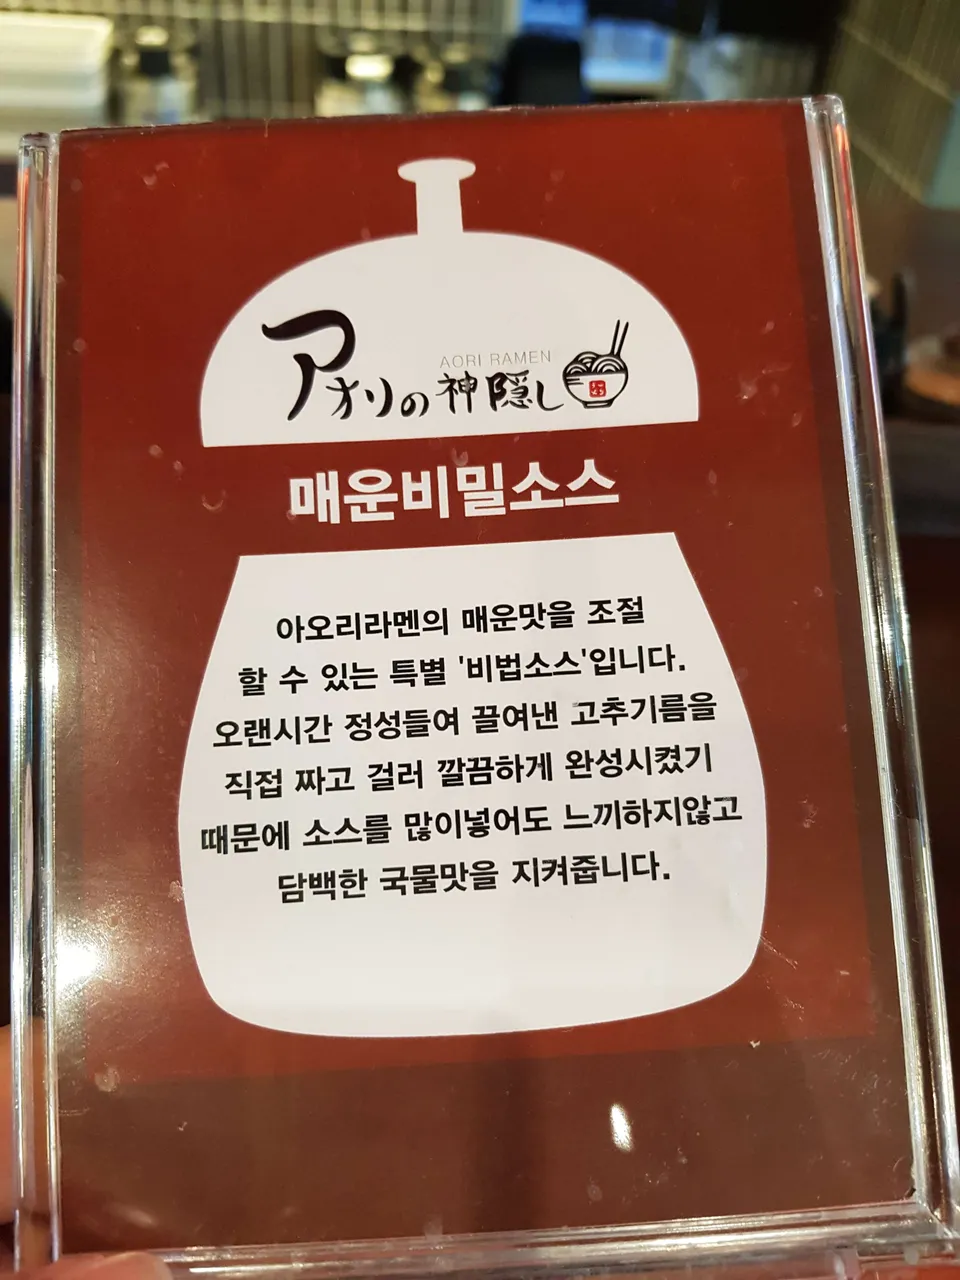 AORI RAMEN
アオリの神隠し
매운비밀소스
아오리라멘의 매운맛을 조절
할 수 있는 특별 '비법소스'입니다.
오랜시간 정성들여 끌여낸 고추기름을
직접 짜고 걸러 깔끔하게 완성시켰기
때문에 소스를 많이넣어도 느끼하지않고
담백한 국물맛을 지켜줍니다.